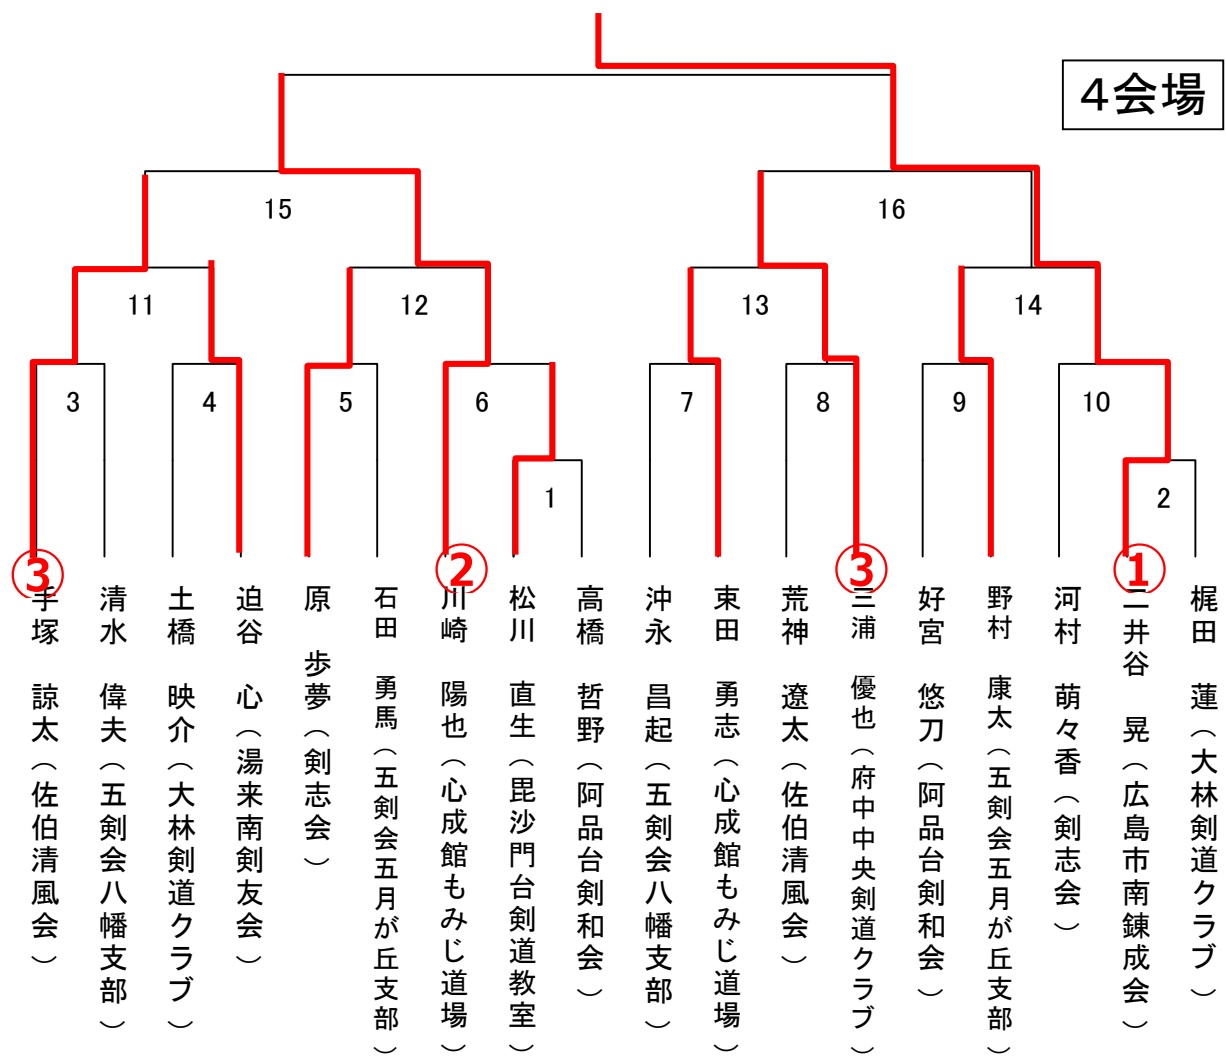 ４会場
15
16
11
12
13
14
3
4
5
6
7
8
9
10
1
2
③
②
③
①
手塚　諒太（佐伯清風会）
清水　偉夫（五剣会八幡支部）
土橋　映介（大林剣道クラブ）
迫谷　心（湯来南剣友会）
原　歩夢（剣志会）
石田　勇馬（五剣会五月が丘支部）
川崎　陽也（心成館もみじ道場）
松川　直生（毘沙門台剣道教室）
高橋　哲野（阿品台剣和会）
沖永　昌起（五剣会八幡支部）
束田　勇志（心成館もみじ道場）
荒神　遼太（佐伯清風会）
三浦　優也（府中中央剣道クラブ）
好宮　悠刀（阿品台剣和会）
野村　康太（五剣会五月が丘支部）
河村　萌々香（剣志会）
二井谷　晃（広島市南錬成会）
梶田　蓮（大林剣道クラブ）